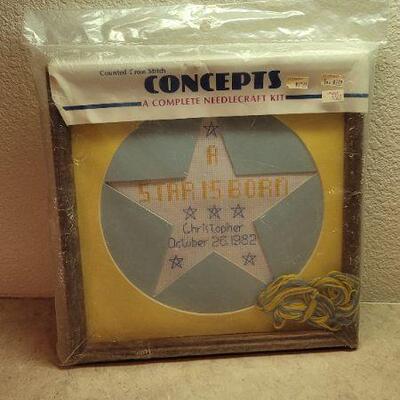 Counted Cross Stitch
CONCEPTS
A COMPLETE NEEDLECRAFT KIT
A
STAR IS BORN
Christopher
October 26, 1982